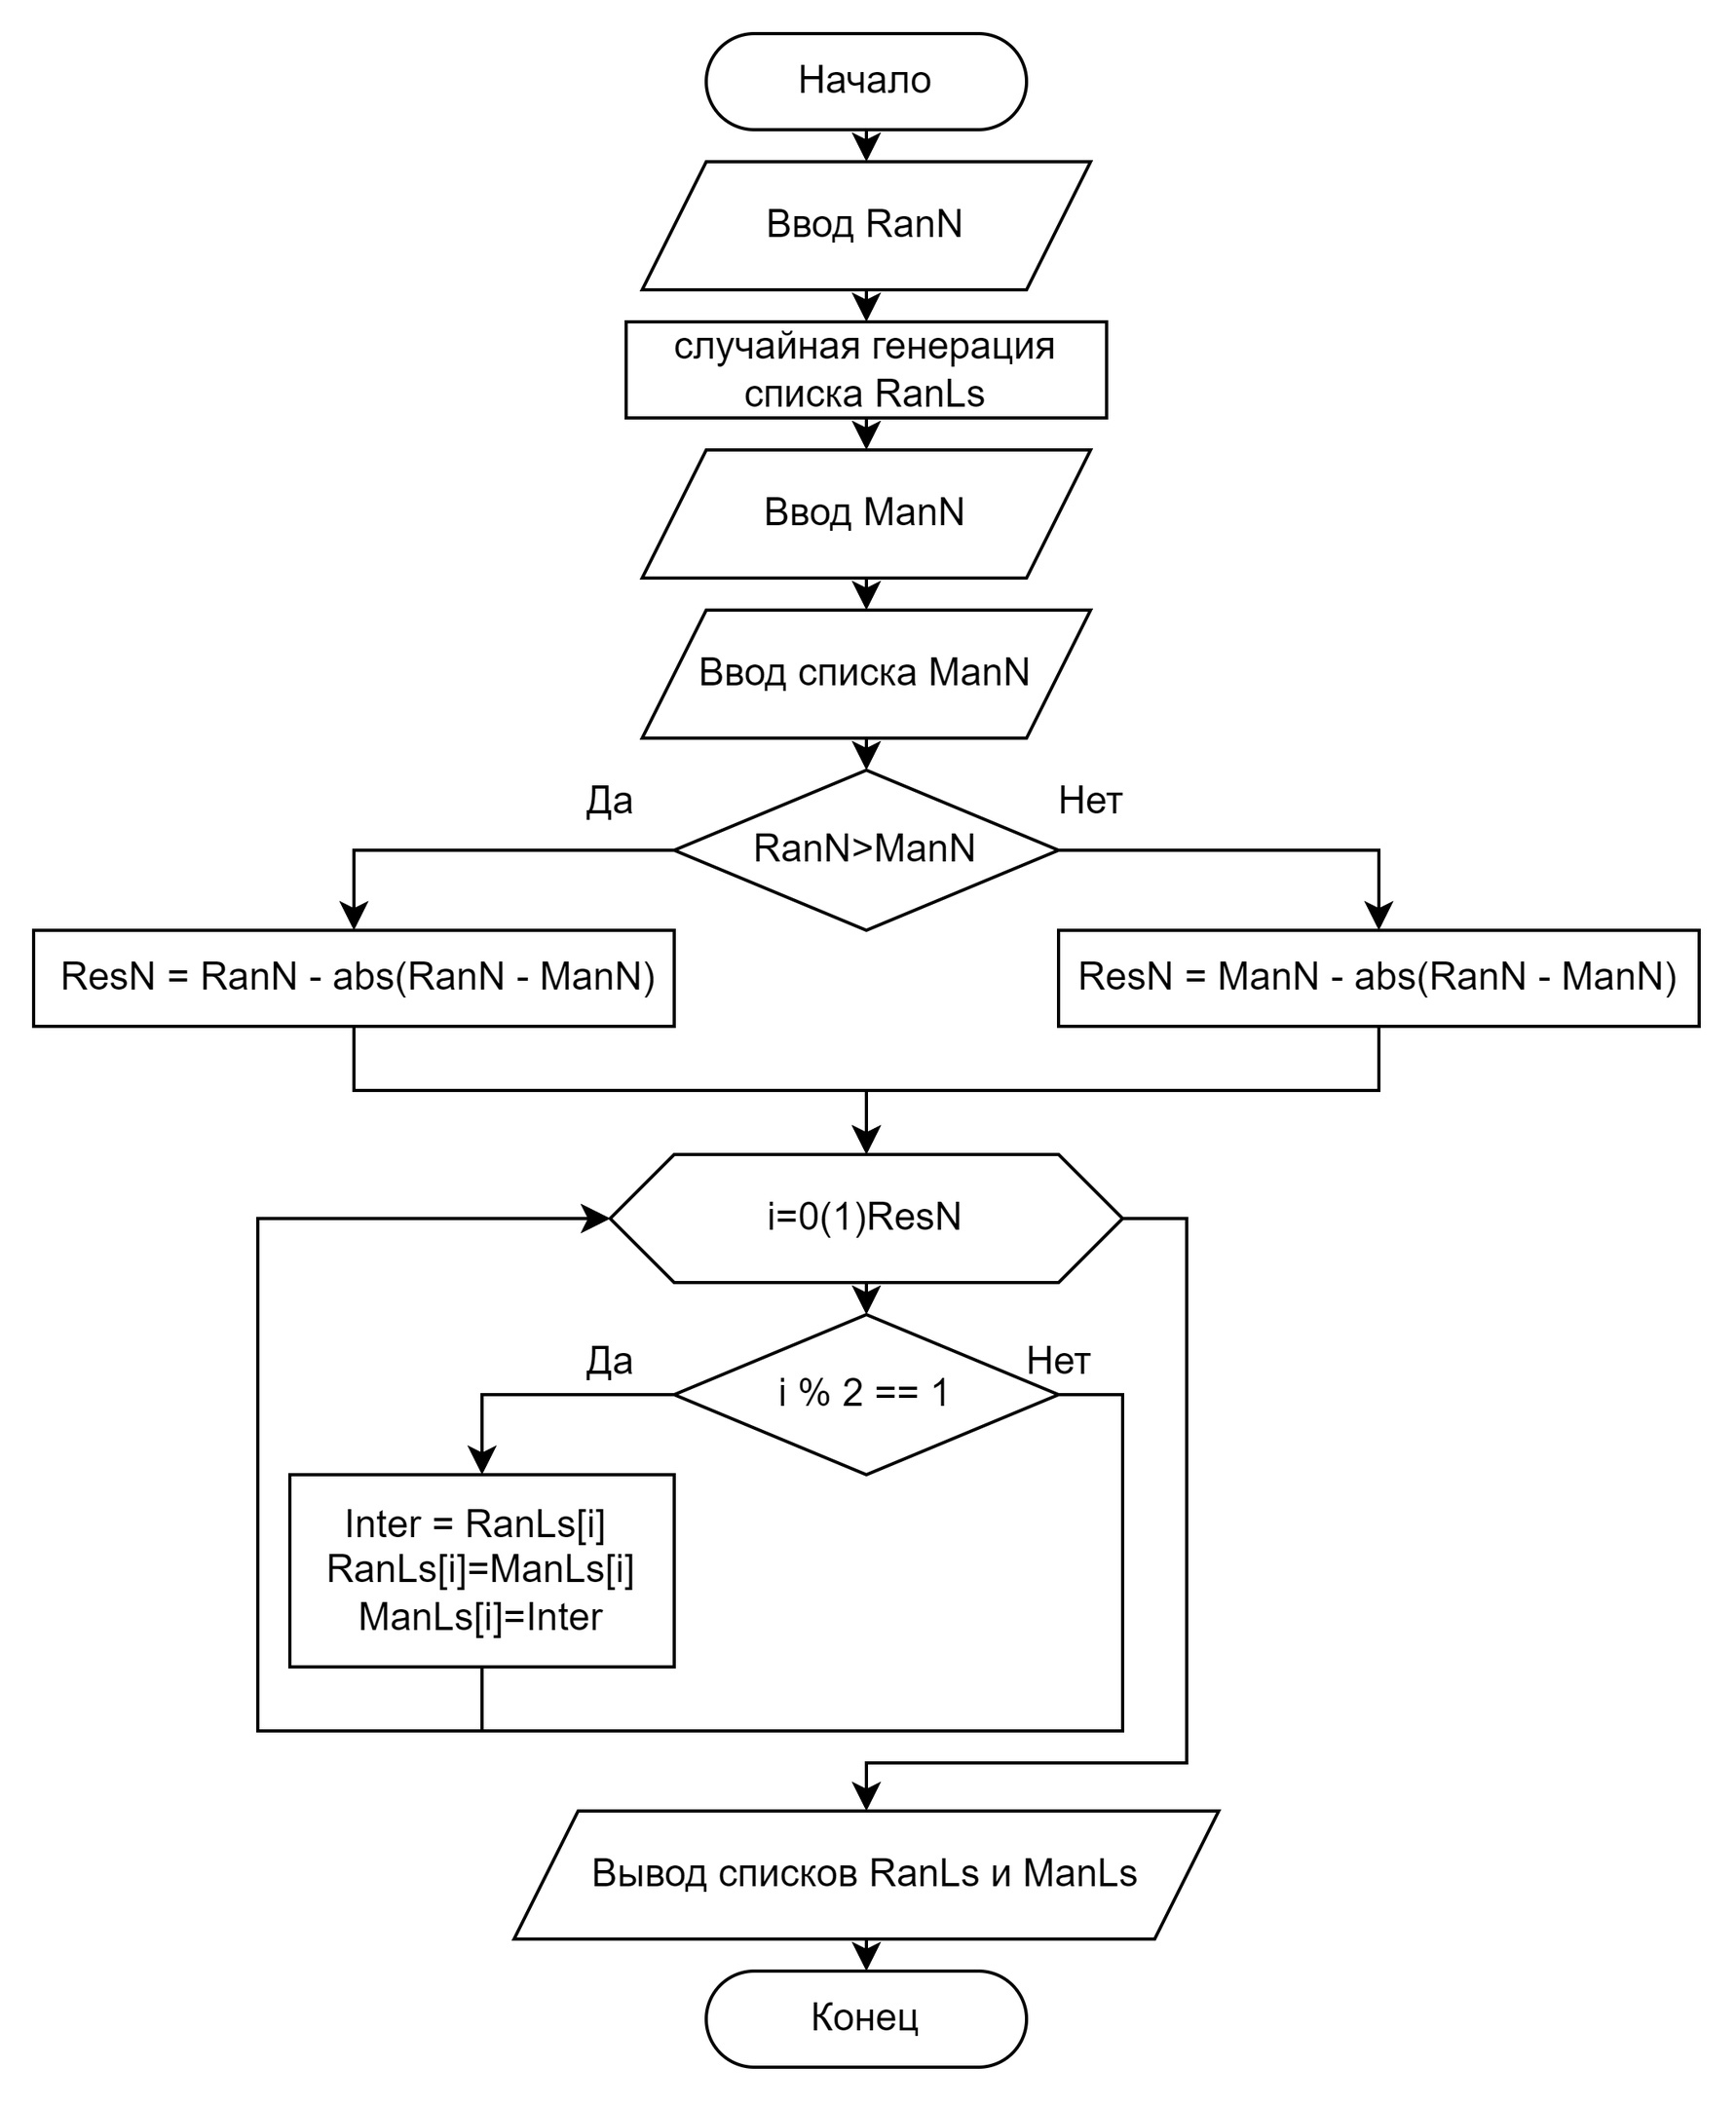 Начало
Ввод RanN
случайная генерация
списка RanLs
Ввод ManN
Ввод списка ManN
Да
Нет
RanN>ManN
ResN = RanN - abs(RanN - ManN)
ResN = ManN - abs(RanN - ManN)
i=0(1)ResN
Да
Нет
i % 2 == 1
Inter = RanLs[i]
RanLs[i]=ManLs[i]
ManLs[i]=Inter
Вывод списков RanLs и ManLs
Конец